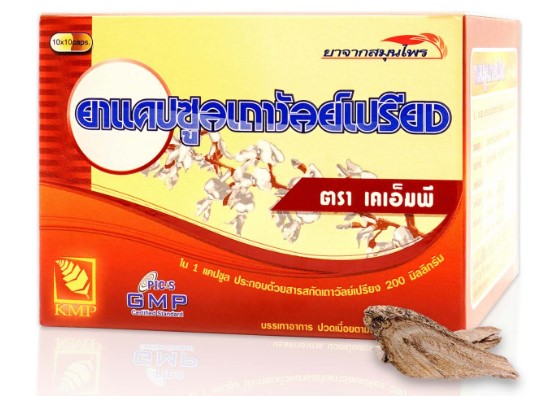 10x10caps.
ยาจากสมุนไพร
ยาแคปซูลเถาวัลย์เปรียง
ตรา เคเอ็มพี
ใน 1 แคปซูล ประกอบด้วยสารสกัดเถาวัลย์เปรียง 200 มิลลิกรัม
KMP
PIC/S
GMP
Certified Standard
บรรเทาอาการ ปวดเมื่อยตาม